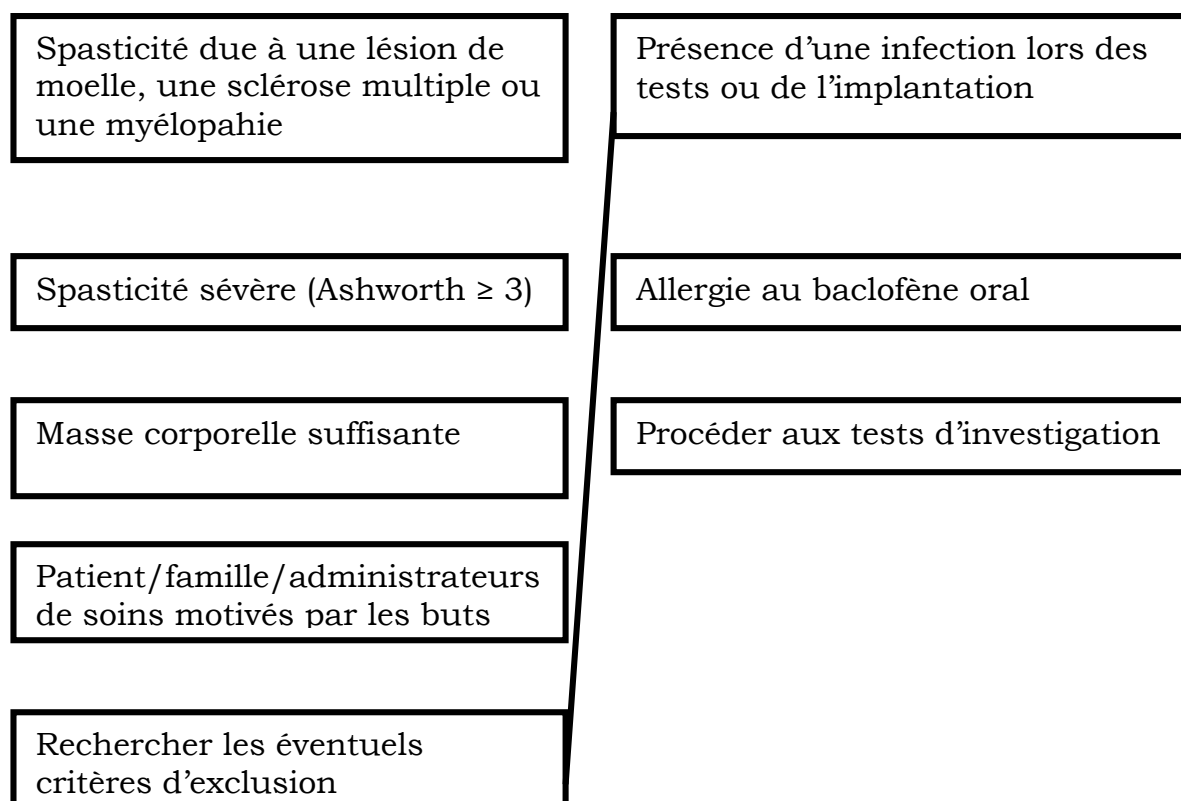 Spasticité due à une lésion de
moelle, une sclérose multiple ou
une myélopahie
Spasticité sévère (Ashworth ≥ 3)
Masse corporelle suffisante
Patient/famille/administrateurs
de soins motivés par les buts
Rechercher les éventuels
critères d’exclusion
Présence d’une infection lors des
tests ou de l’implantation
Allergie au baclofène oral
Procéder aux tests d’investigation